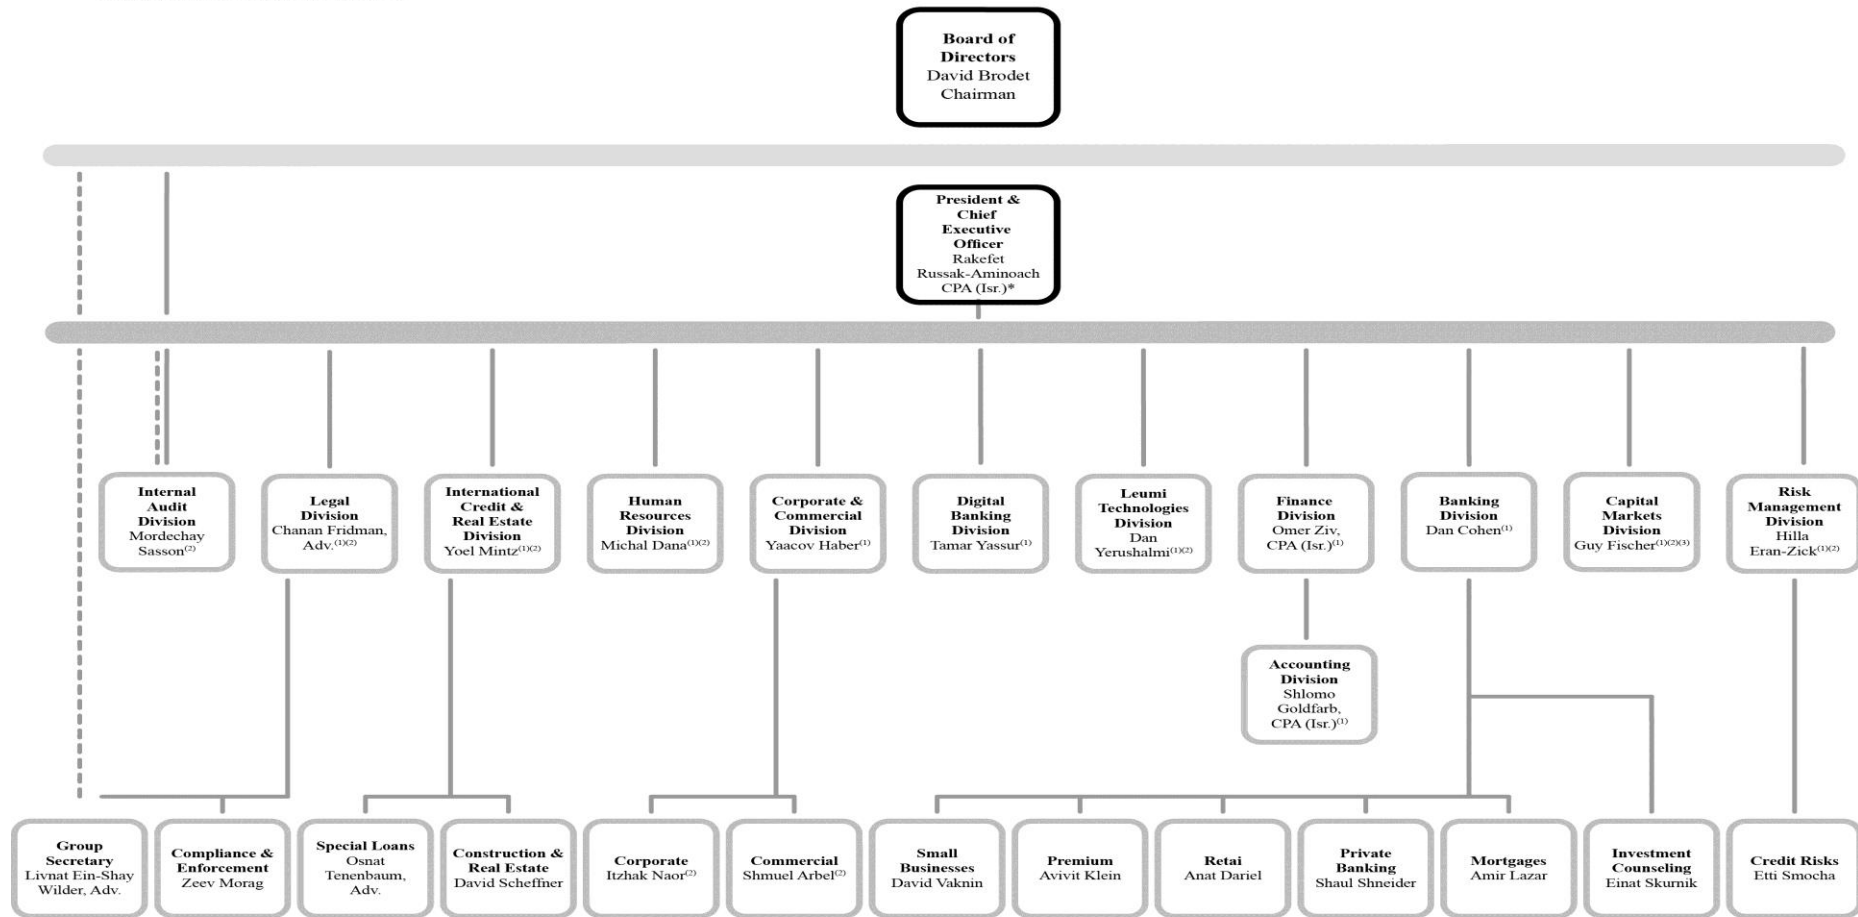 Board of
Directors
David Brodet
Chairman
President &
Chief
Executive
Officer
Rakefet
Russak-Aminoach
CPA (Isr.)*
Internal
Audit
Division
Mordechay
Sasson(2)
Legal
Division
Chanan Fridman,
Adv.(1)(2)
International
Credit &
Real Estate
Division
Yoel Mintz(1)(2)
Human
Resources
Division
Michal Dana(1)(2)
Corporate &
Commercial
Division
Yaacov Haber(1)
Digital
Banking
Division
Tamar Yassur(1)
Leumi
Technologies
Division
Dan
Yerushalmi(1)(2)
Finance
Division
Omer Ziv,
CPA (Isr.)(1)
Banking
Division
Dan Cohen(1)
Capital
Markets
Division
Guy Fischer(1)(2)(3)
Risk
Management
Division
Hilla
Eran-Zick(1)(2)
Accounting
Division
Shlomo
Goldfarb,
CPA (Isr.)(1)
Group
Secretary
Livnat Ein-Shay
Wilder, Adv.
Compliance &
Enforcement
Zeev Morag
Special Loans
Osnat
Tenenbaum,
Adv.
Construction &
Real Estate
David Scheffner
Corporate
Itzhak Naor(2)
Commercial
Shmuel Arbel(2)
Small
Businesses
David Vaknin
Premium
Avivit Klein
Retai
Anat Dariel
Private
Banking
Shaul Shneider
Mortgages
Amir Lazar
Investment
Counseling
Einat Skurnik
Credit Risks
Etti Smocha